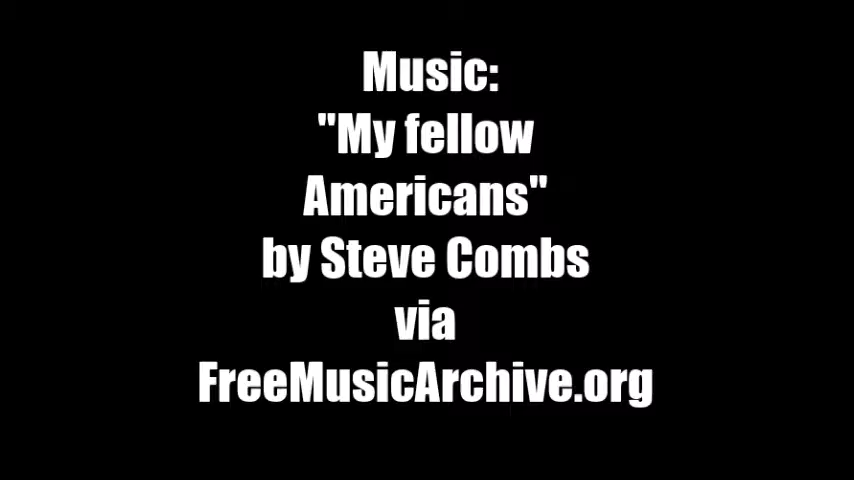 Music:
"My fellow
Americans"
by Steve Combs
via
FreeMusicArchive.org